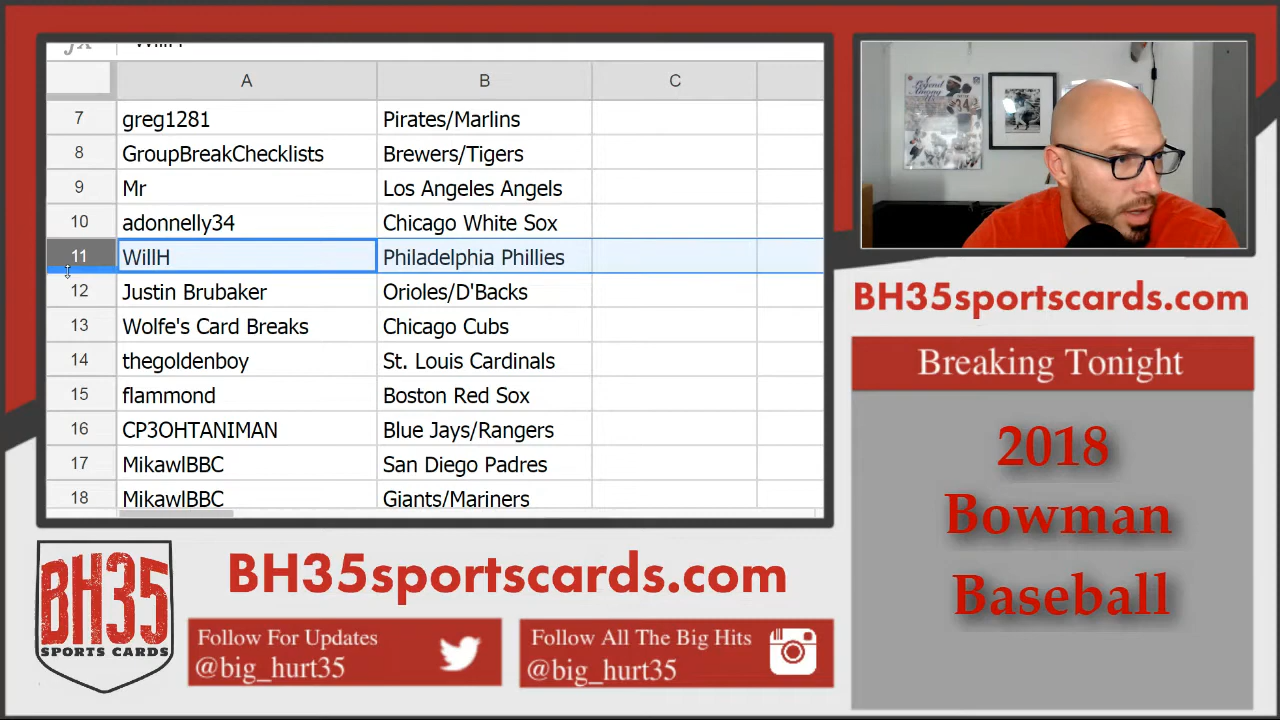 A B C
7 greg1281 Pirates/Marlins
8 GroupBreakChecklists Brewers/Tigers
9 Mr Los Angeles Angels
10 adonnelly34 Chicago White Sox
11 WillH Philadelphia Phillies
12 Justin Brubaker Orioles/D'Backs
13 Wolfe's Card Breaks Chicago Cubs
14 thegoldenboy St. Louis Cardinals
15 flammond Boston Red Sox
16 CP3OHTANIMAN Blue Jays/Rangers
17 MikawlBBC San Diego Padres
18 MikawlBBC Giants/Mariners
34
BH35sportscards.com
Breaking Tonight
2018
Bowman
Baseball
BH35
SPORTS CARDS
BH35sportscards.com
Follow For Updates
@big_hurt35
Follow All The Big Hits
@big_hurt35